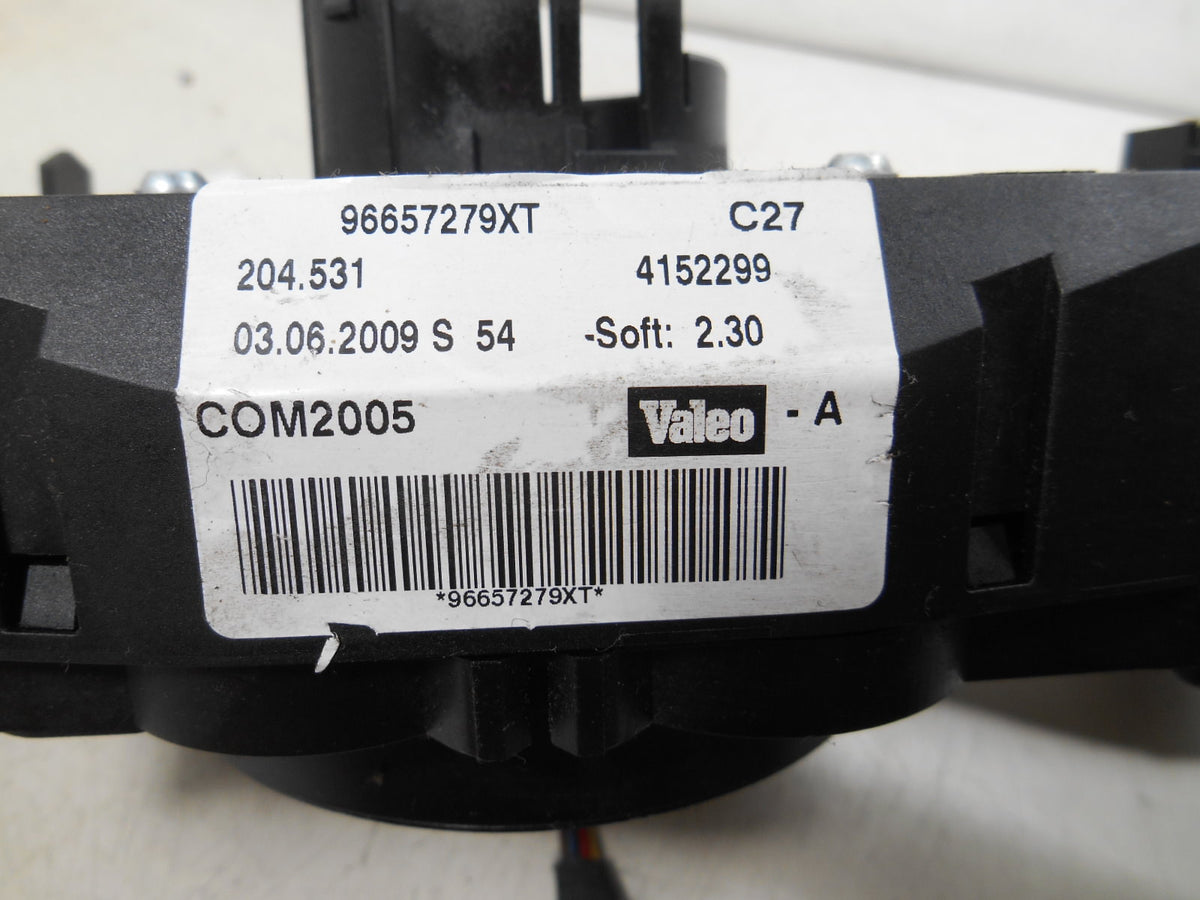 96657279XT C27
204.531 4152299
03.06.2009 S 54 -Soft: 2.30
COM2005 Valeo - A
*96657279XT*